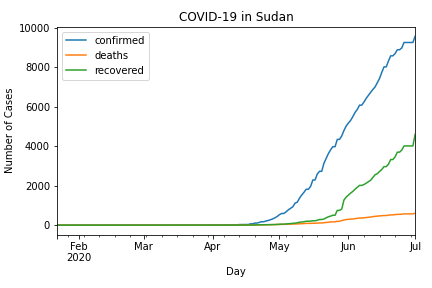 COVID-19 in Sudan
10000
8000
6000
4000
2000
0
Number of Cases
confirmed
deaths
recovered
Feb
2020
Mar
Apr
May
Jun
Jul
Day